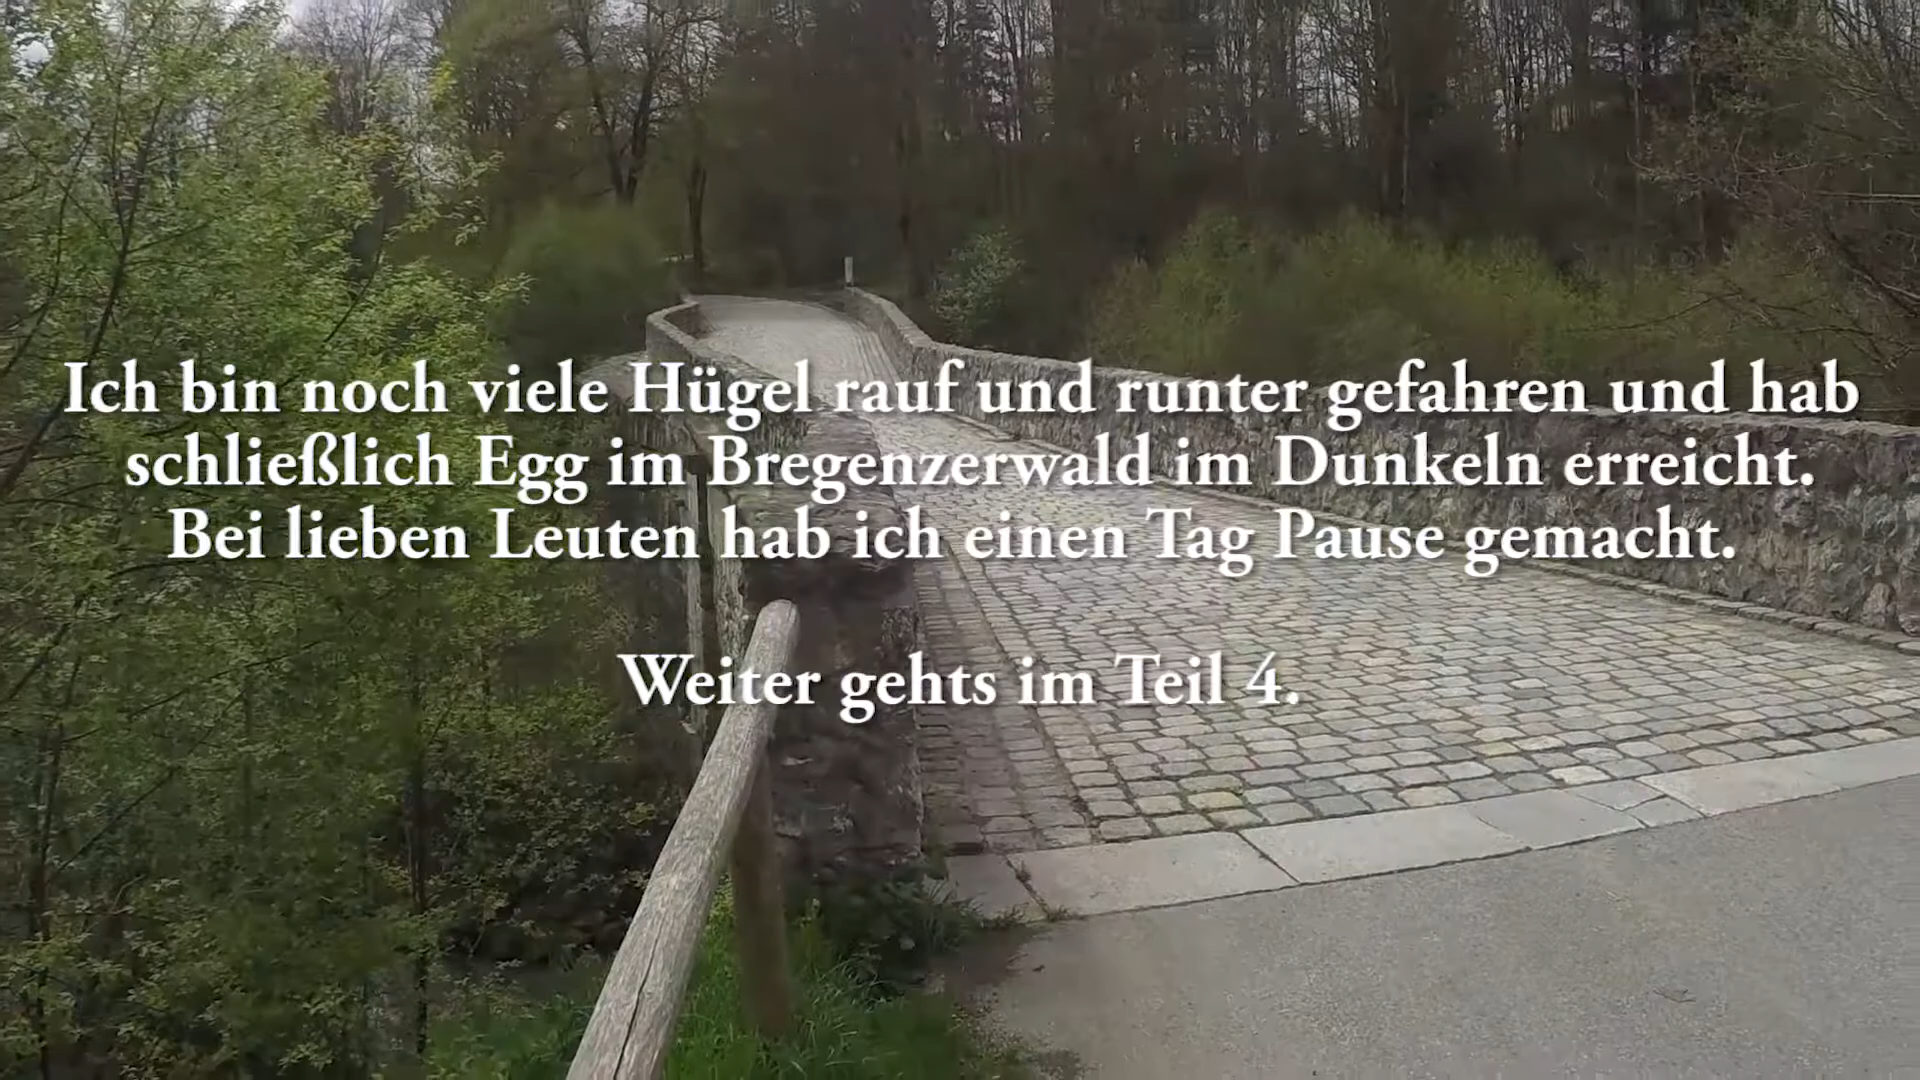 Ich bin noch viele Hügel rauf und runter gefahren und hab
schließlich Egg im Bregenzerwald im Dunkeln erreicht.
Bei lieben Leuten hab ich einen Tag Pause gemacht.
Weiter gehts im Teil 4.